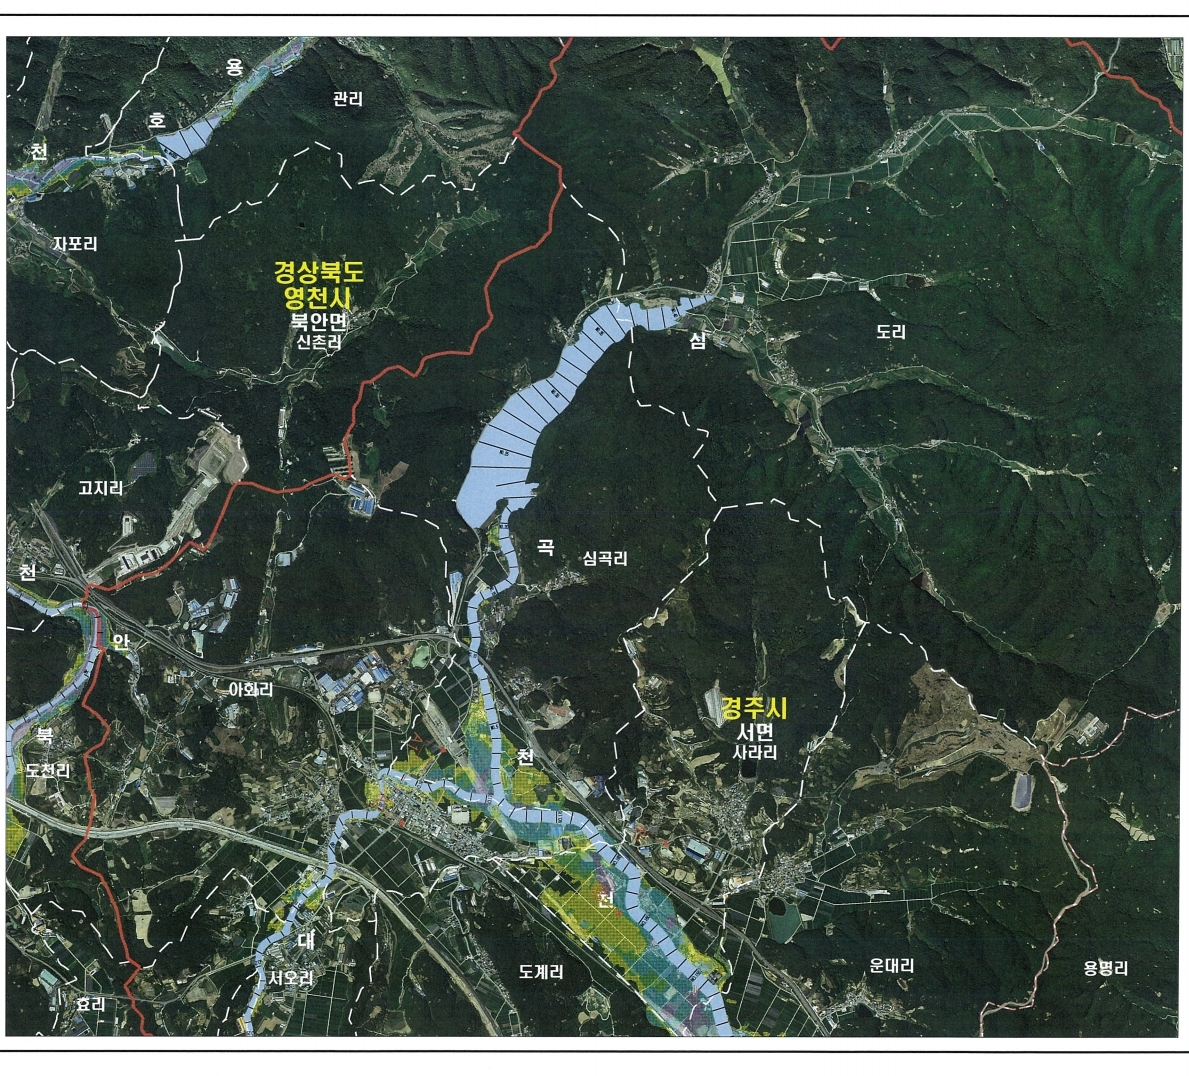 용
관리
호
천
자포리
경상북도
영천시
북안면
신촌리
도리
심
고지리
곡
심곡리
천
안
아화리
경주시
서면
사라리
북
천
도천리
천
대
서오리
도계리
운대리
용명리
효리